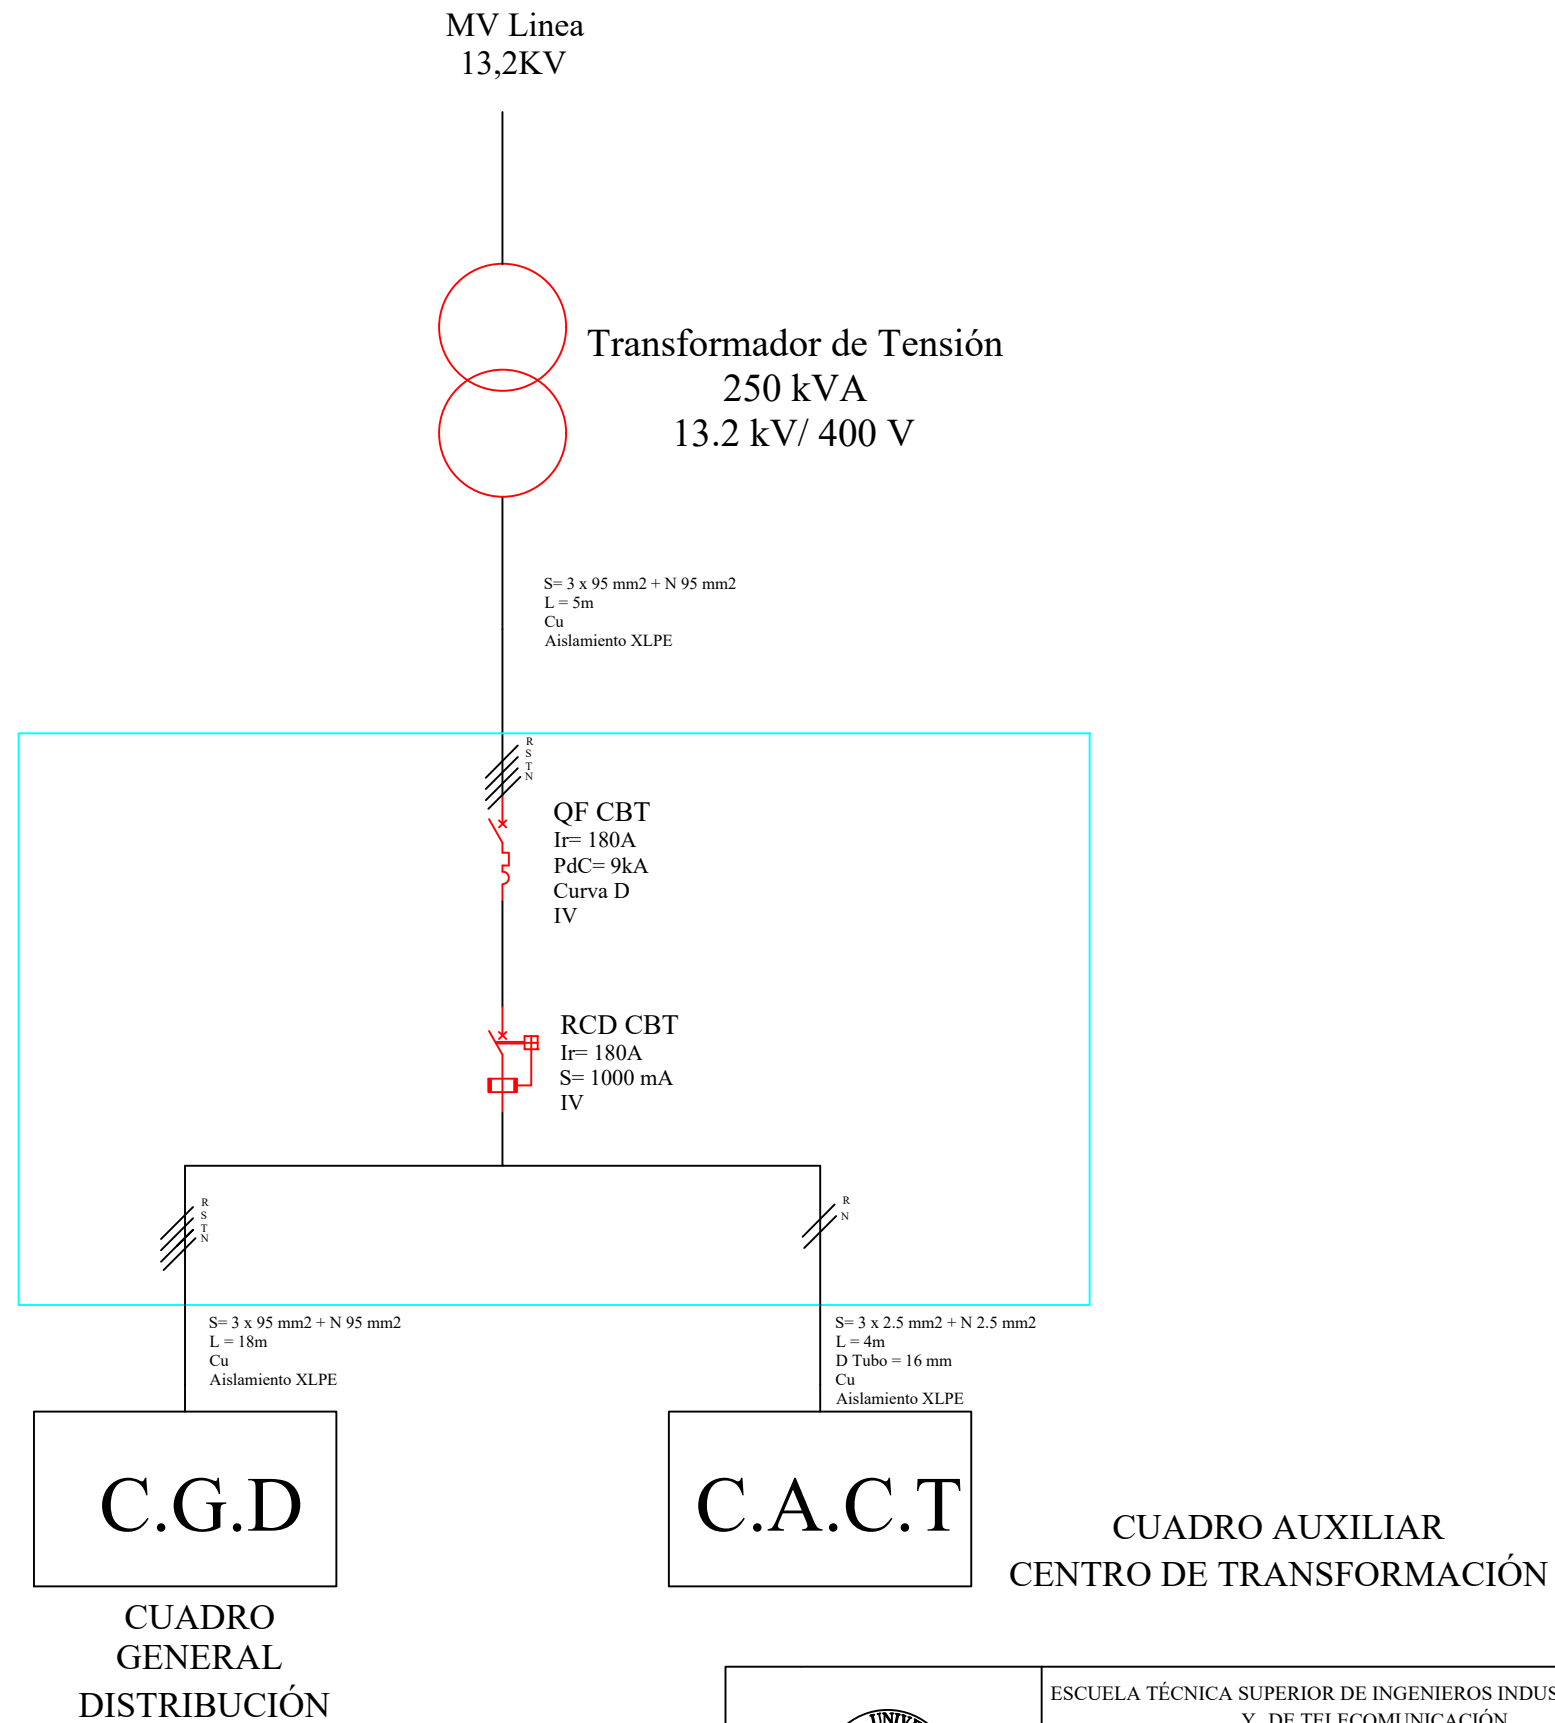 MV Linea
13,2KV
Transformador de Tensión
250 kVA
13.2 kV/ 400 V
S= 3 x 95 mm2 + N 95 mm2
L = 5m
Cu
Aislamiento XLPE
R
S
T
N
QF CBT
Ir= 180A
PdC= 9kA
Curva D
IV
RCD CBT
Ir= 180A
S= 1000 mA
IV
R
S
T
N
R
N
S= 3 x 95 mm2 + N 95 mm2
L = 18m
Cu
Aislamiento XLPE
S= 3 x 2.5 mm2 + N 2.5 mm2
L = 4m
D Tubo = 16 mm
Cu
Aislamiento XLPE
C.G.D
C.A.C.T
CUADRO AUXILIAR
CENTRO DE TRANSFORMACIÓN
CUADRO
GENERAL
DISTRIBUCIÓN
ESCUELA TÉCNICA SUPERIOR DE INGENIEROS INDUS
Y DE TELECOMUNICACIÓN